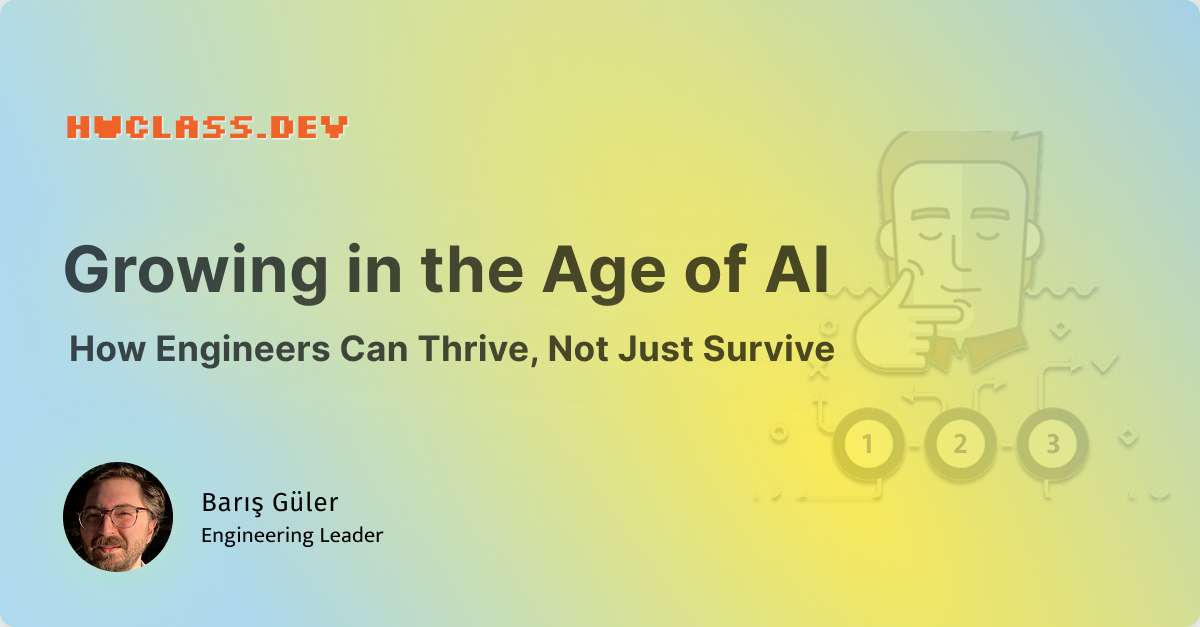 HWCLASS.DEV
Growing in the Age of AI
How Engineers Can Thrive, Not Just Survive
1 2 3
Barış Güler
Engineering Leader